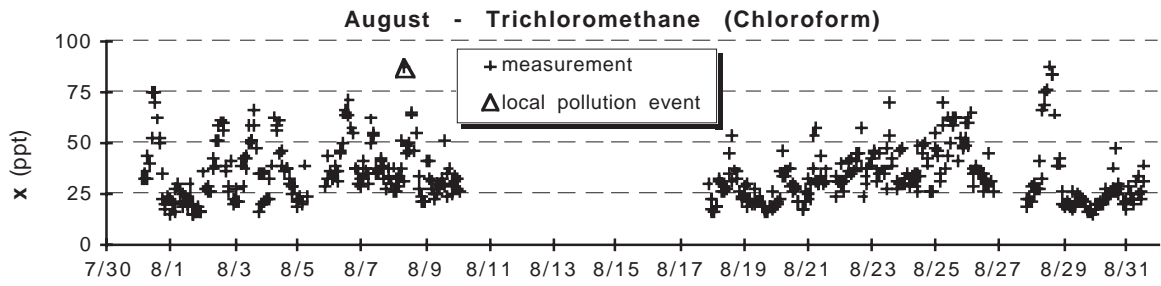 August - Trichloromethane (Chloroform)
100
75
50
25
0
x (ppt)
measurement
local pollution event
7/30 8/1 8/3 8/5 8/7 8/9 8/11 8/13 8/15 8/17 8/19 8/21 8/23 8/25 8/27 8/29 8/31